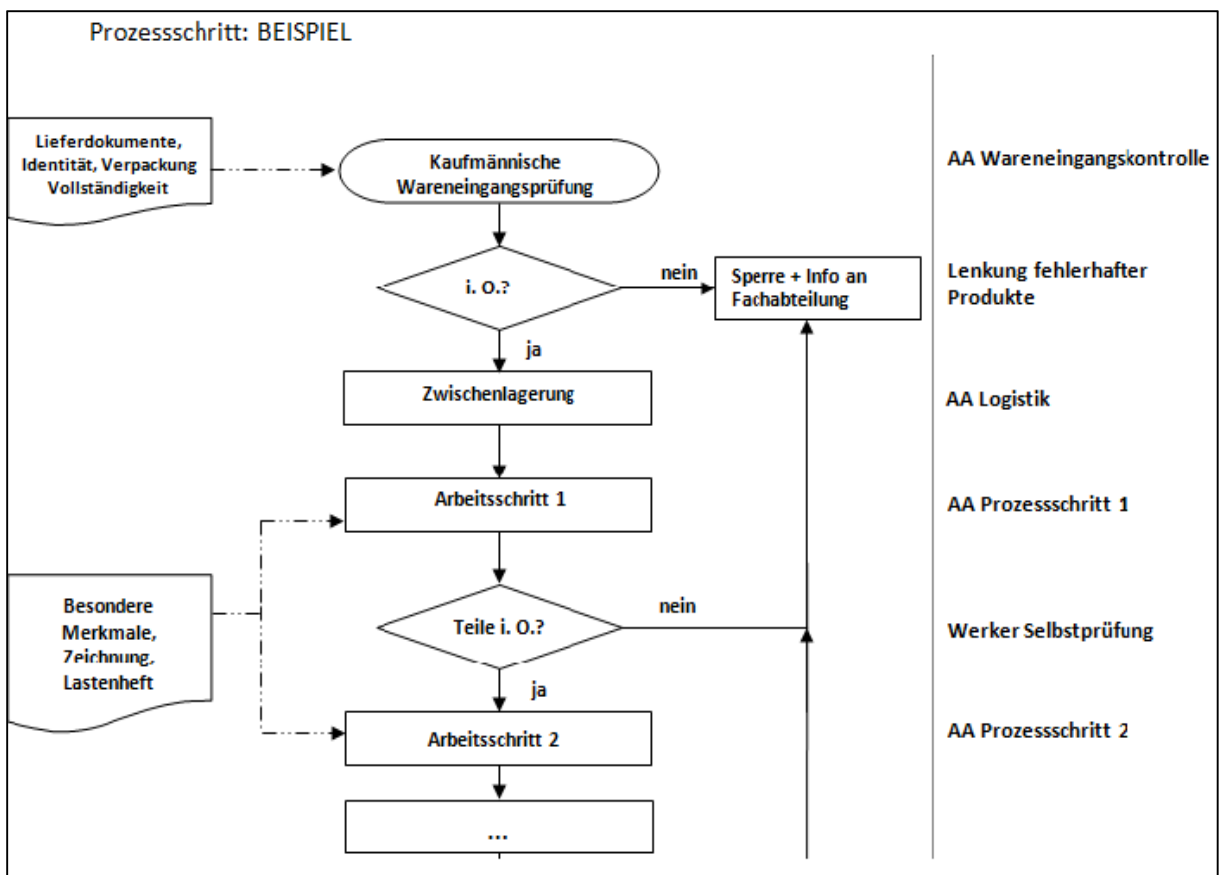 Prozessschritt: BEISPIEL
Lieferdokumente,
Identität, Verpackung
Vollständigkeit
Kaufmännische
Wareneingangsprüfung
AA Wareneingangskontrolle
i. O.?
nein
Sperre + Info an
Fachabteilung
Lenkung fehlerhafter
Produkte
ja
Zwischenlagerung
AA Logistik
Arbeitsschritt 1
AA Prozessschritt 1
Besondere
Merkmale,
Zeichnung,
Lastenheft
Teile i. O.?
nein
Werker Selbstprüfung
ja
Arbeitsschritt 2
AA Prozessschritt 2
...